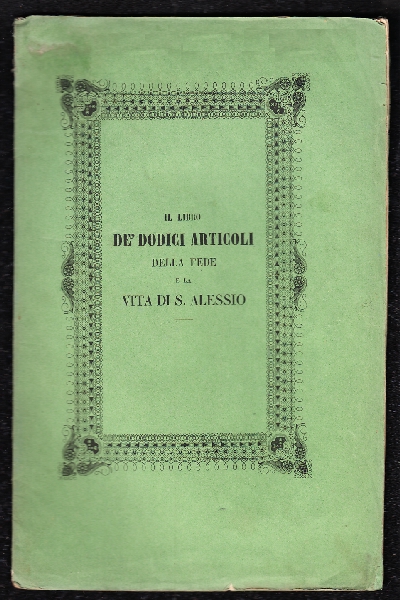 IL LIBRO
DE' DODICI ARTICOLI
DELLA FEDE
E LA
VITA DI S. ALESSIO